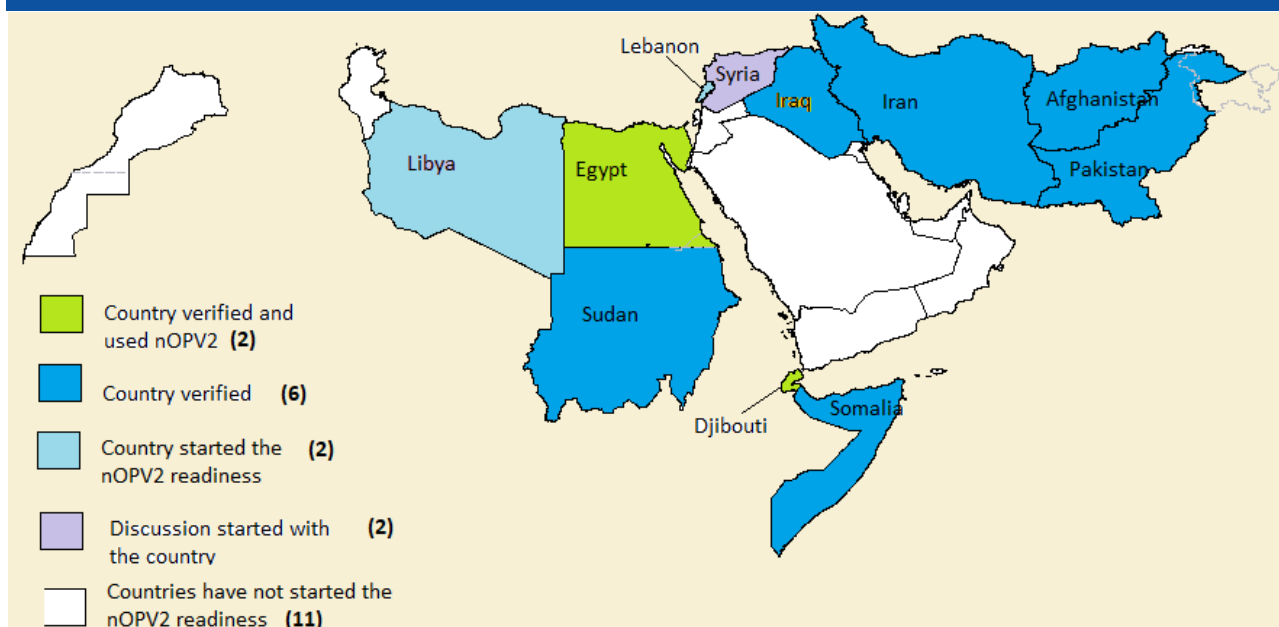 Lebanon
Syria
Iraq
Iran
Afghanistan
Pakistan
Libya
Egypt
Sudan
Djibouti
Somalia
Country verified and
used nOPV2 (2)
Country verified (6)
Country started the (2)
nOPV2 readiness
Discussion started with (2)
the country
Countries have not started the
nOPV2 readiness (11)